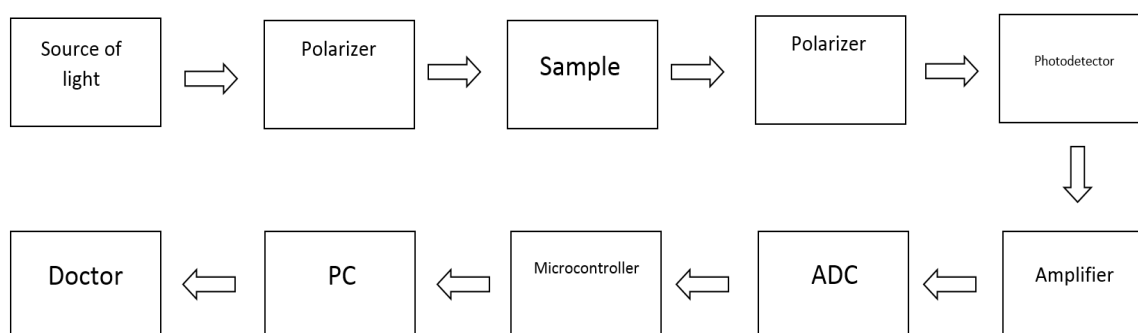 Source of
light
Polarizer
Sample
Polarizer
Photodetector
Doctor
PC
Microcontroller
ADC
Amplifier